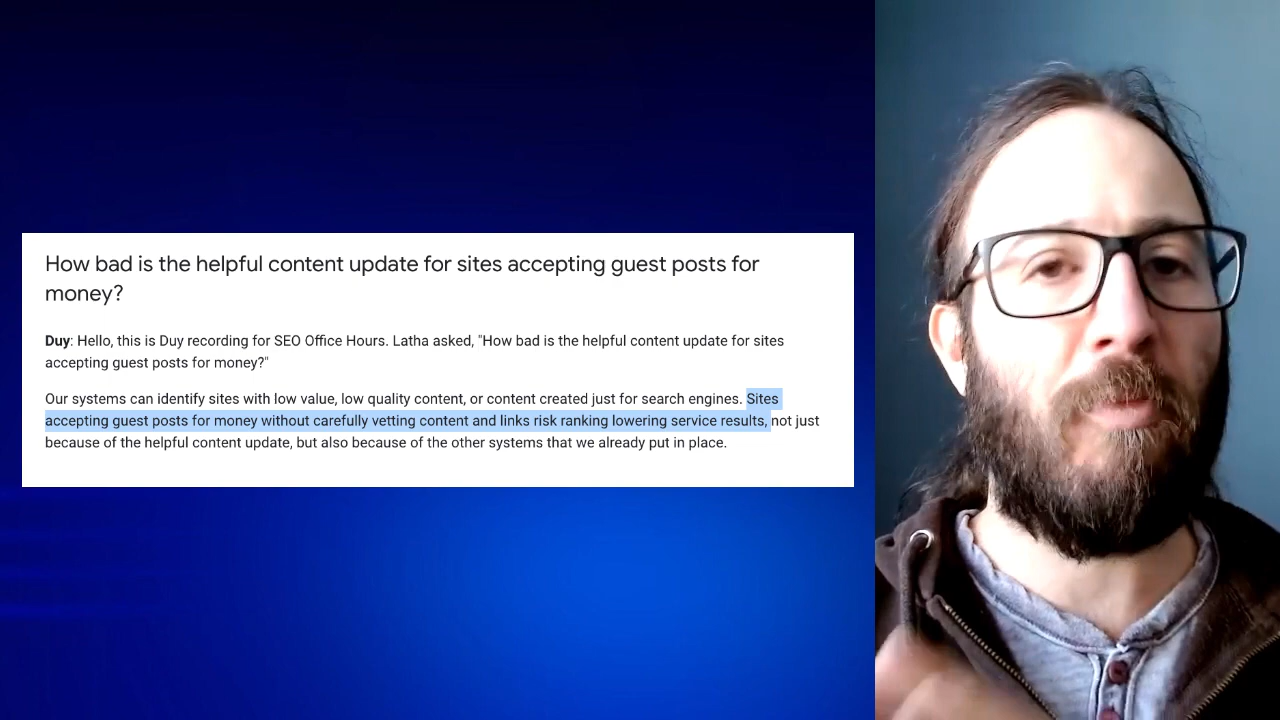 How bad is the helpful content update for sites accepting guest posts for
money?
Duy: Hello, this is Duy recording for SEO Office Hours. Latha asked, "How bad is the helpful content update for sites
accepting guest posts for money?"
Our systems can identify sites with low value, low quality content, or content created just for search engines. Sites
accepting guest posts for money without carefully vetting content and links risk ranking lowering service results, not just
because of the helpful content update, but also because of the other systems that we already put in place.